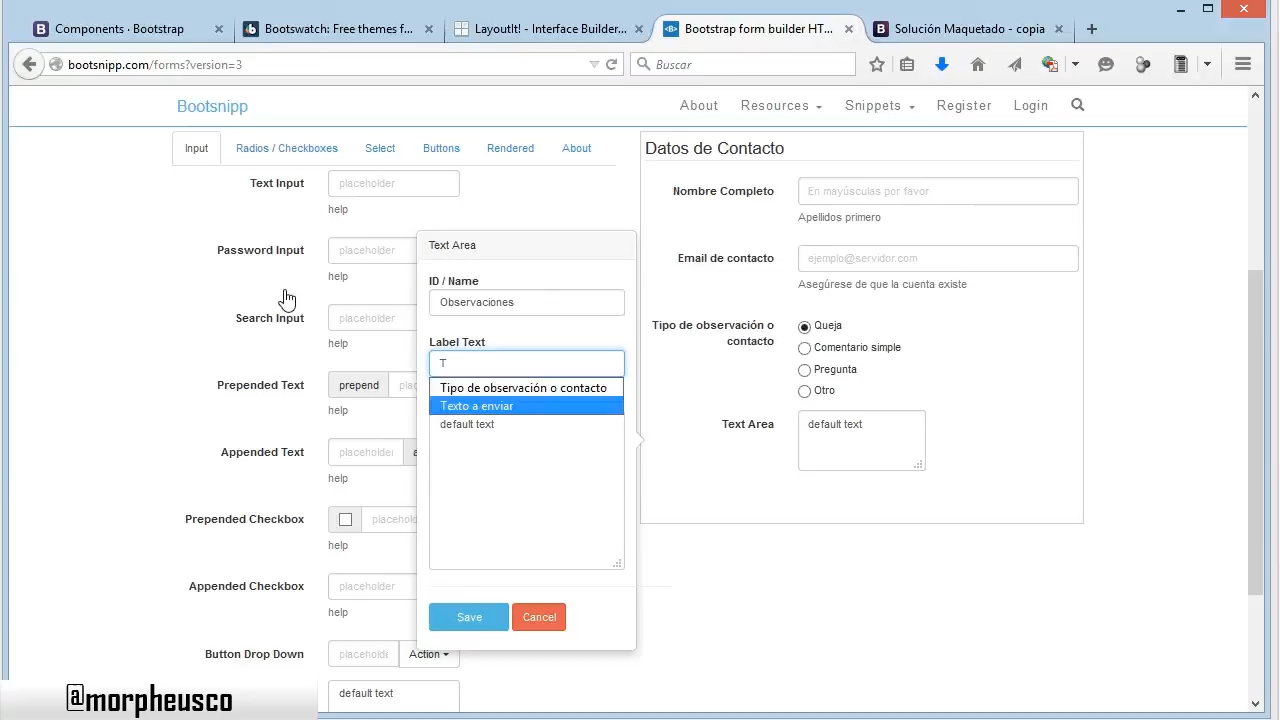 Components · Bootstrap
Bootswatch: Free themes f...
LayoutIt! - Interface Builder...
Bootstrap form builder HT...
Solución Maquetado - copia
bootsnipp.com/forms?version=3
Buscar
Bootsnipp
About
Resources
Snippets
Register
Login
Input
Radios / Checkboxes
Select
Buttons
Rendered
About
Text Input
placeholder
help
Password Input
placeholder
help
Search Input
placeholder
help
Prepended Text
prepend
plac
help
Appended Text
placeholder
a
help
Prepended Checkbox
placehold
help
Appended Checkbox
placeholder
help
Button Drop Down
placeholde
Action
default text
Text Area
ID / Name
Observaciones
Label Text
T
Tipo de observación o contacto
Texto a enviar
default text
Save
Cancel
Datos de Contacto
Nombre Completo
En mayúsculas por favor
Apellidos primero
Email de contacto
ejemplo@servidor.com
Asegúrese de que la cuenta existe
Tipo de observación o
contacto
Queja
Comentario simple
Pregunta
Otro
Text Area
default text
@morpheusco